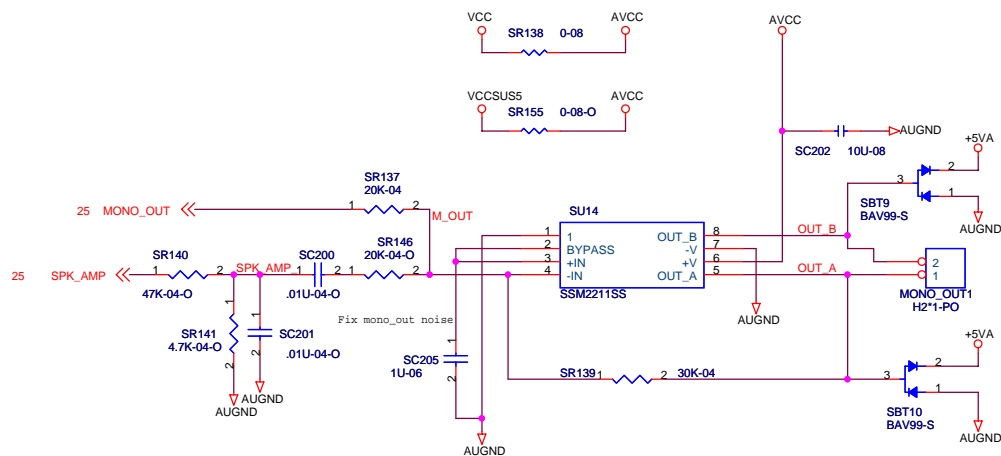 VCC
SR138 0-08
AVCC
AVCC
VCCSUS5
SR155 0-08-O
AVCC
SC202 10U-08
AUGND
+5VA
2
3
1
SBT9
BAV99-S
AUGND
SR137
20K-04
25 MONO_OUT
1
2
M_OUT
SU14
1
2
3
4
1
BYPASS
+IN
-IN
OUT_B
-V
+V
OUT_A
8
7
6
5
SSM2211SS
OUT_B
OUT_A
2
1
MONO_OUT1
H2*1-PO
AUGND
SR140
25 SPK_AMP
1
2
47K-04-O
SPK_AMP_
SC200
1
2
.01U-04-O
SR146
20K-04-O
1
2
1
SR141
4.7K-04-O
2
1
SC201
.01U-04-O
2
AUGND
AUGND
Fix mono_out noise
1
SC205
1U-06
2
AUGND
SR139
1
2
30K-04
+5VA
2
3
1
SBT10
BAV99-S
AUGND